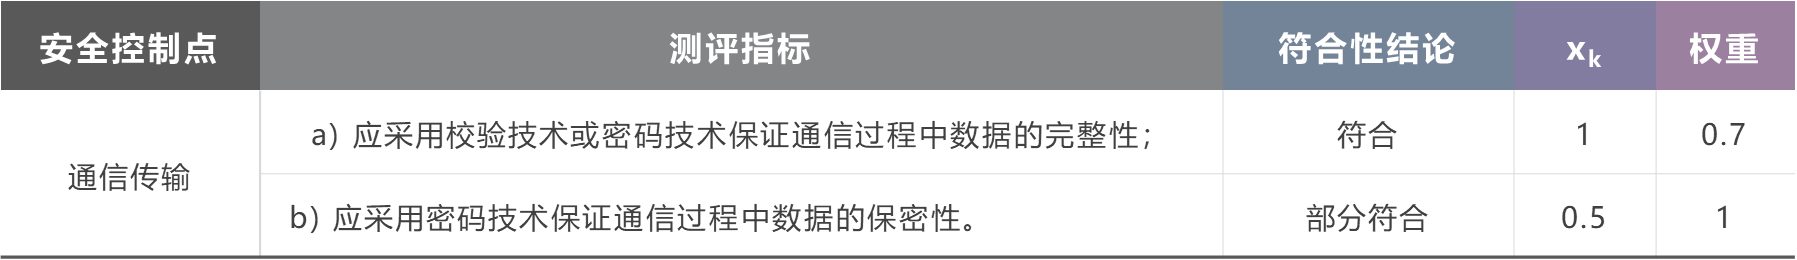 安全控制点 测评指标 符合性结论 xk 权重
通信传输
a) 应采用校验技术或密码技术保证通信过程中数据的完整性； 符合 1 0.7
b) 应采用密码技术保证通信过程中数据的保密性。 部分符合 0.5 1